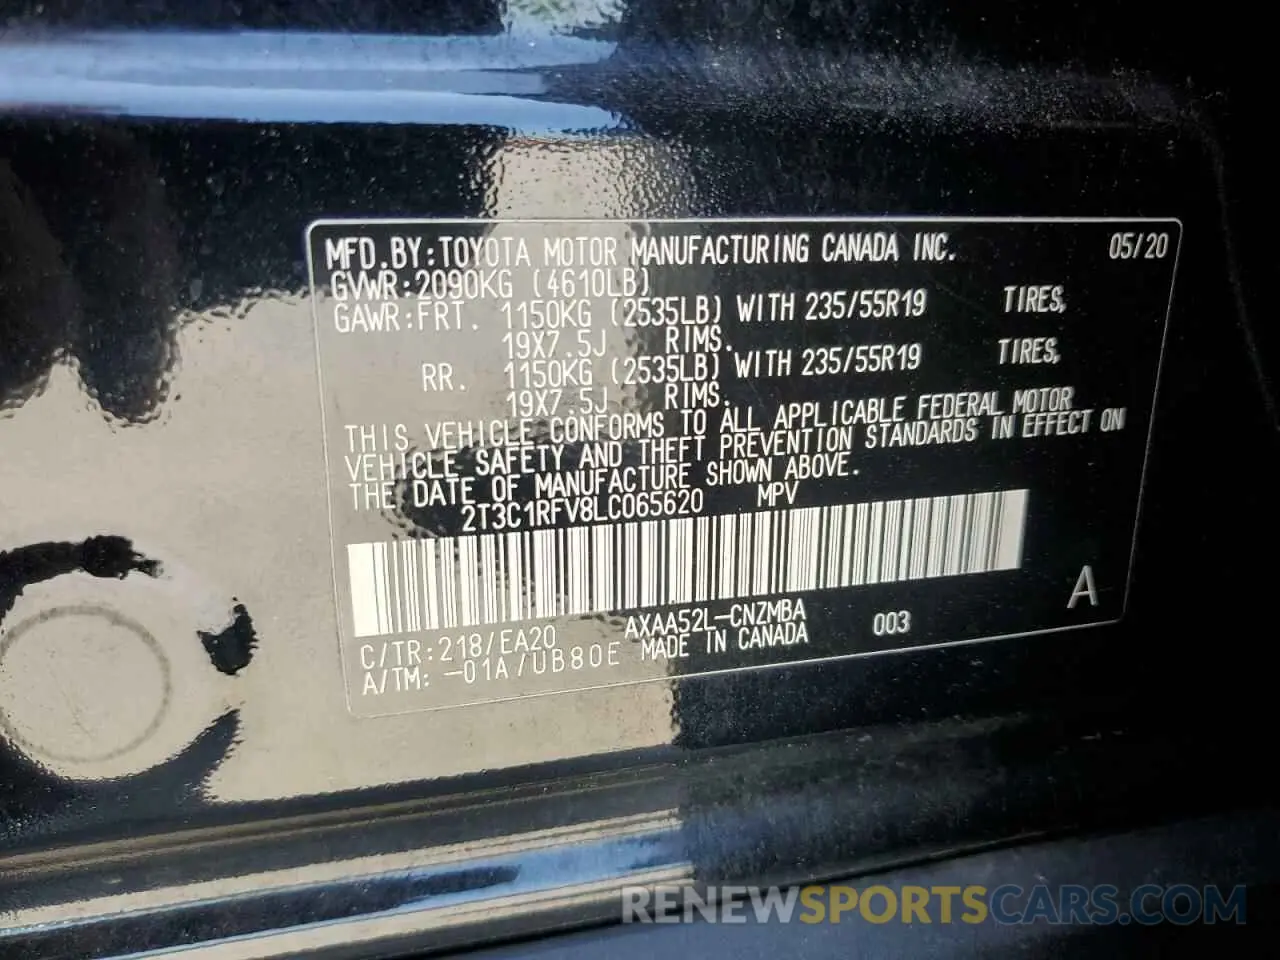 MFD.BY:TOYOTA MOTOR MANUFACTURING CANADA INC. 05/20
GVWR:2090KG (4610LB)
GAWR:FRT. 1150KG (2535LB) WITH 235/55R19 TIRES,
19X7.5J RIMS.
RR. 1150KG (2535LB) WITH 235/55R19 TIRES,
19X7.5J RIMS.
THIS VEHICLE CONFORMS TO ALL APPLICABLE FEDERAL MOTOR
VEHICLE SAFETY AND THEFT PREVENTION STANDARDS IN EFFECT ON
THE DATE OF MANUFACTURE SHOWN ABOVE.
2T3C1RFV8LC065620 MPV
A
C/TR:218/EA20 AXAA52L-CNZMBA 003
A/TM:-01A/UB80E MADE IN CANADA
RENEWSPORTSCARS.COM